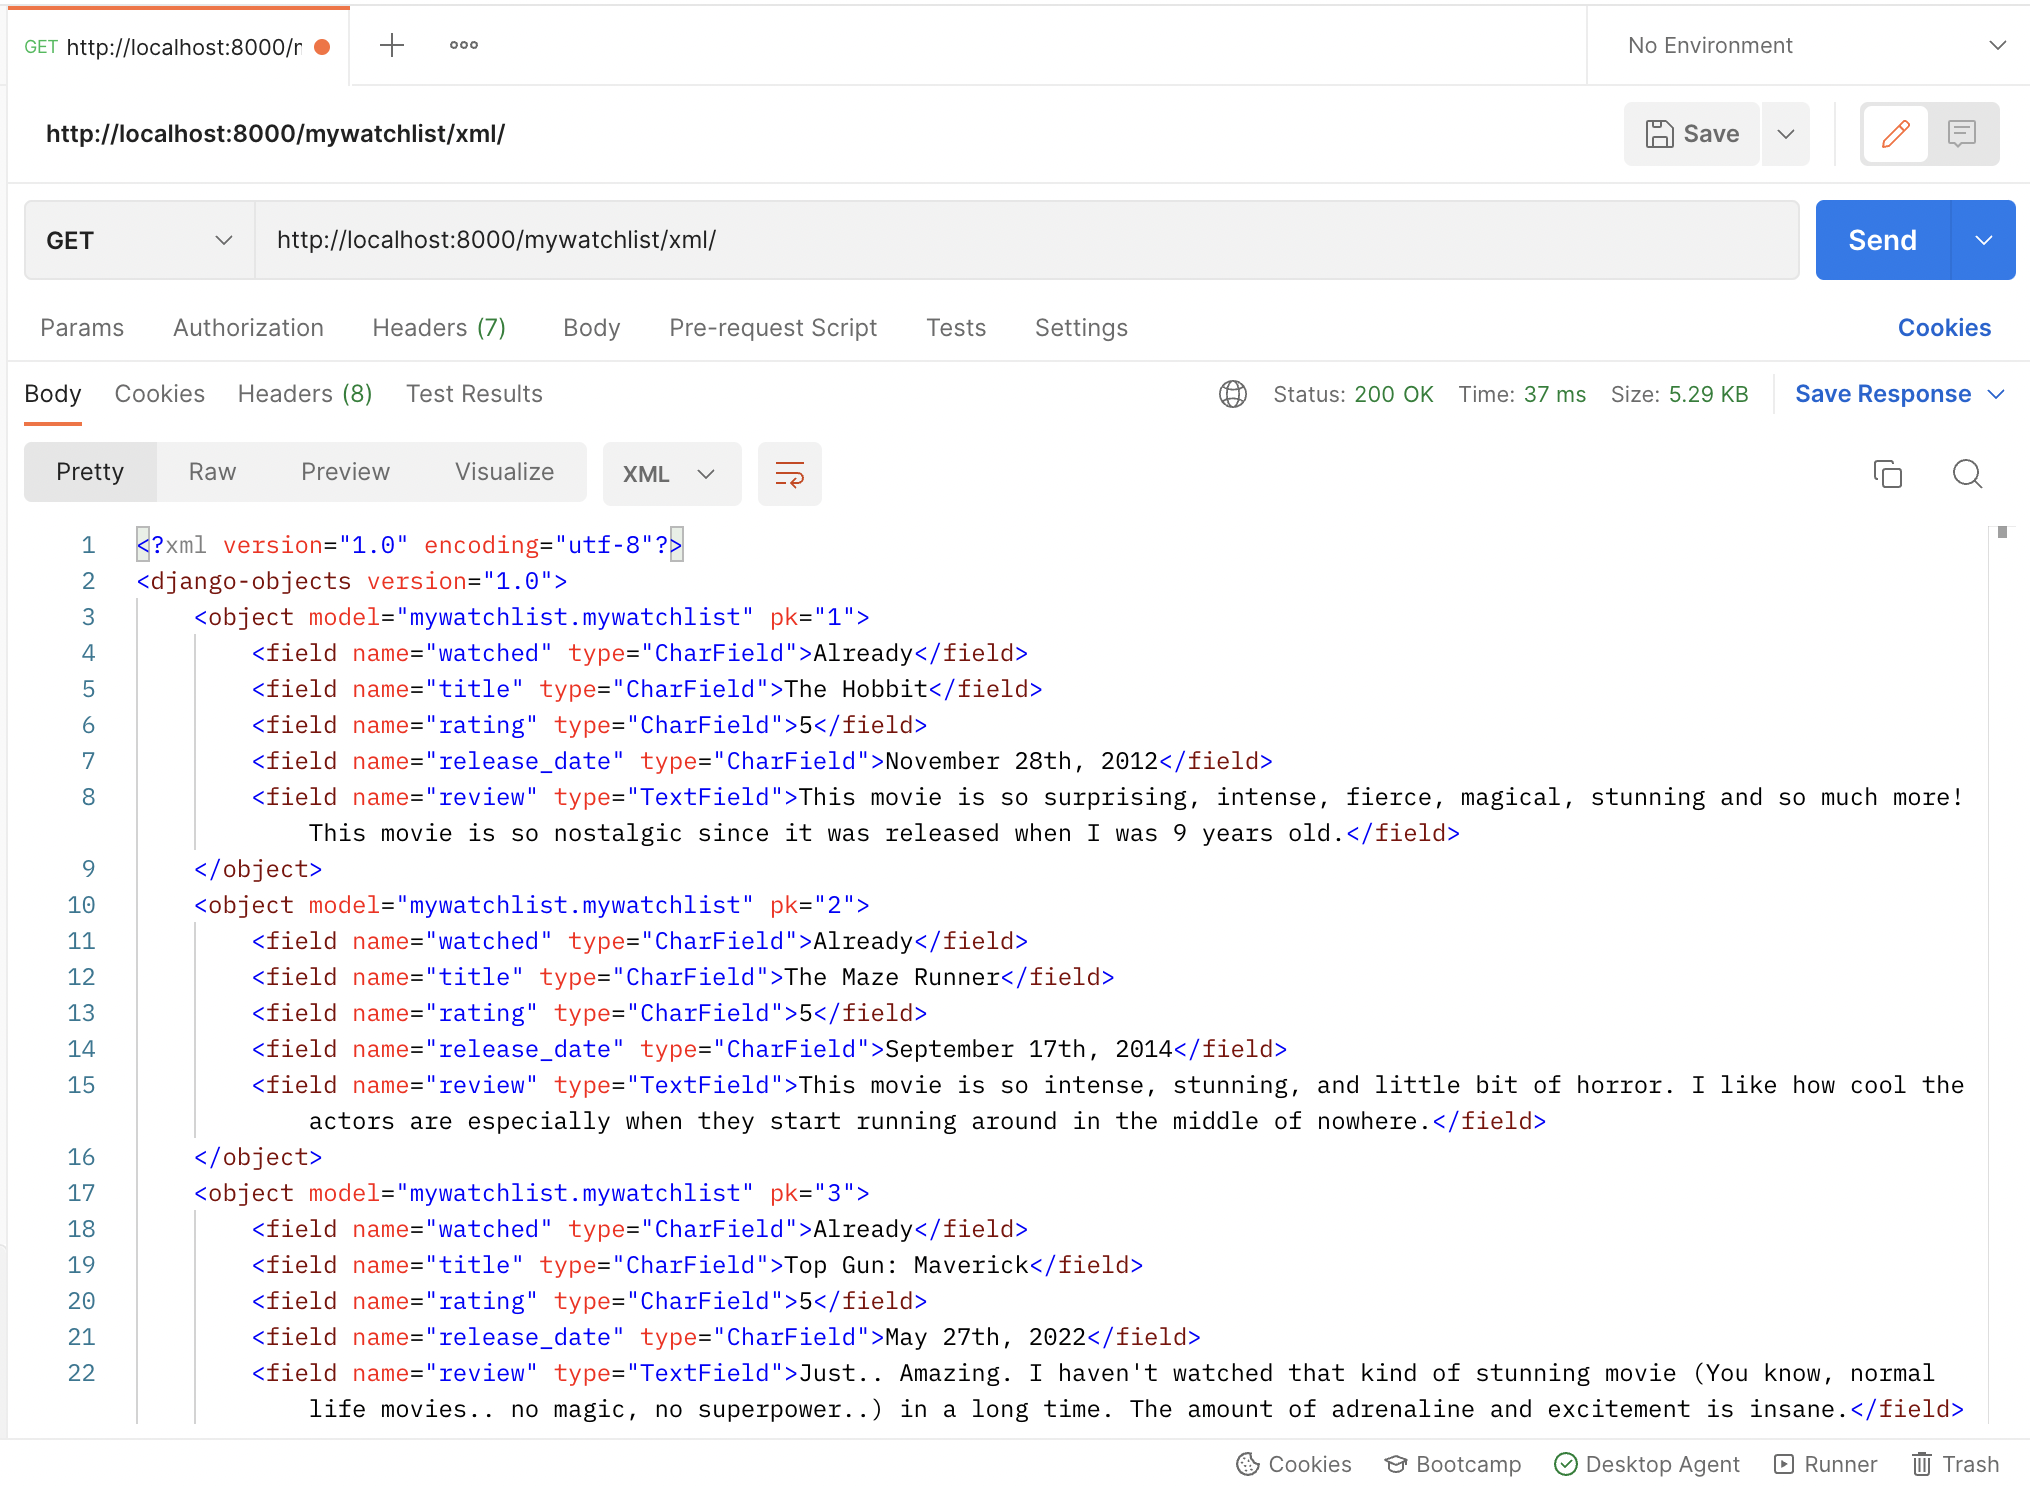 GET http://localhost:8000/
No Environment
http://localhost:8000/mywatchlist/xml/
Save
GET http://localhost:8000/mywatchlist/xml/ Send
Params Authorization Headers (7) Body Pre-request Script Tests Settings Cookies
Body Cookies Headers (8) Test Results Status: 200 OK Time: 37 ms Size: 5.29 KB Save Response
Pretty Raw Preview Visualize XML
1 <?xml version="1.0" encoding="utf-8"?>
2 <django-objects version="1.0">
3 <object model="mywatchlist.mywatchlist" pk="1">
4 <field name="watched" type="CharField">Already</field>
5 <field name="title" type="CharField">The Hobbit</field>
6 <field name="rating" type="CharField">5</field>
7 <field name="release_date" type="CharField">November 28th, 2012</field>
8 <field name="review" type="TextField">This movie is so surprising, intense, fierce, magical, stunning and so much more!
This movie is so nostalgic since it was released when I was 9 years old.</field>
9 </object>
10 <object model="mywatchlist.mywatchlist" pk="2">
11 <field name="watched" type="CharField">Already</field>
12 <field name="title" type="CharField">The Maze Runner</field>
13 <field name="rating" type="CharField">5</field>
14 <field name="release_date" type="CharField">September 17th, 2014</field>
15 <field name="review" type="TextField">This movie is so intense, stunning, and little bit of horror. I like how cool the
actors are especially when they start running around in the middle of nowhere.</field>
16 </object>
17 <object model="mywatchlist.mywatchlist" pk="3">
18 <field name="watched" type="CharField">Already</field>
19 <field name="title" type="CharField">Top Gun: Maverick</field>
20 <field name="rating" type="CharField">5</field>
21 <field name="release_date" type="CharField">May 27th, 2022</field>
22 <field name="review" type="TextField">Just.. Amazing. I haven't watched that kind of stunning movie (You know, normal
life movies.. no magic, no superpower..) in a long time. The amount of adrenaline and excitement is insane.</field>
Cookies Bootcamp Desktop Agent Runner Trash